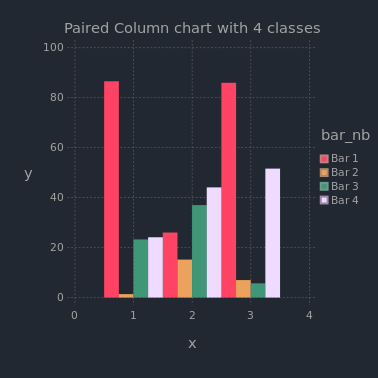 Paired Column chart with 4 classes
100
80
60
40
20
0
y
0 1 2 3 4
x
bar_nb
Bar 1
Bar 2
Bar 3
Bar 4